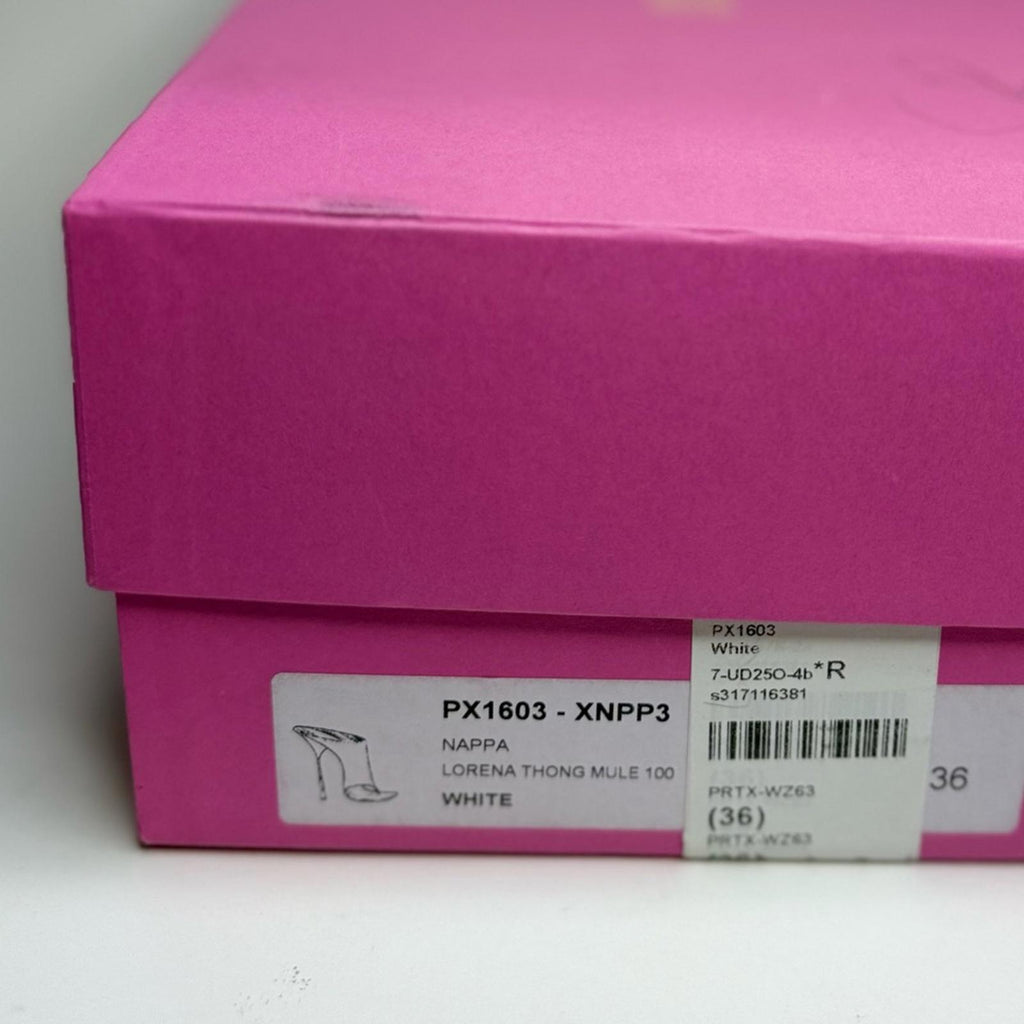 PX1603 - XNPP3
NAPPA
LORENA THONG MULE 100
WHITE
PX1603
White
7-UD25O-4b*R
s317116381
PRTX-WZ63
(36)
PRTX-WZ63
36